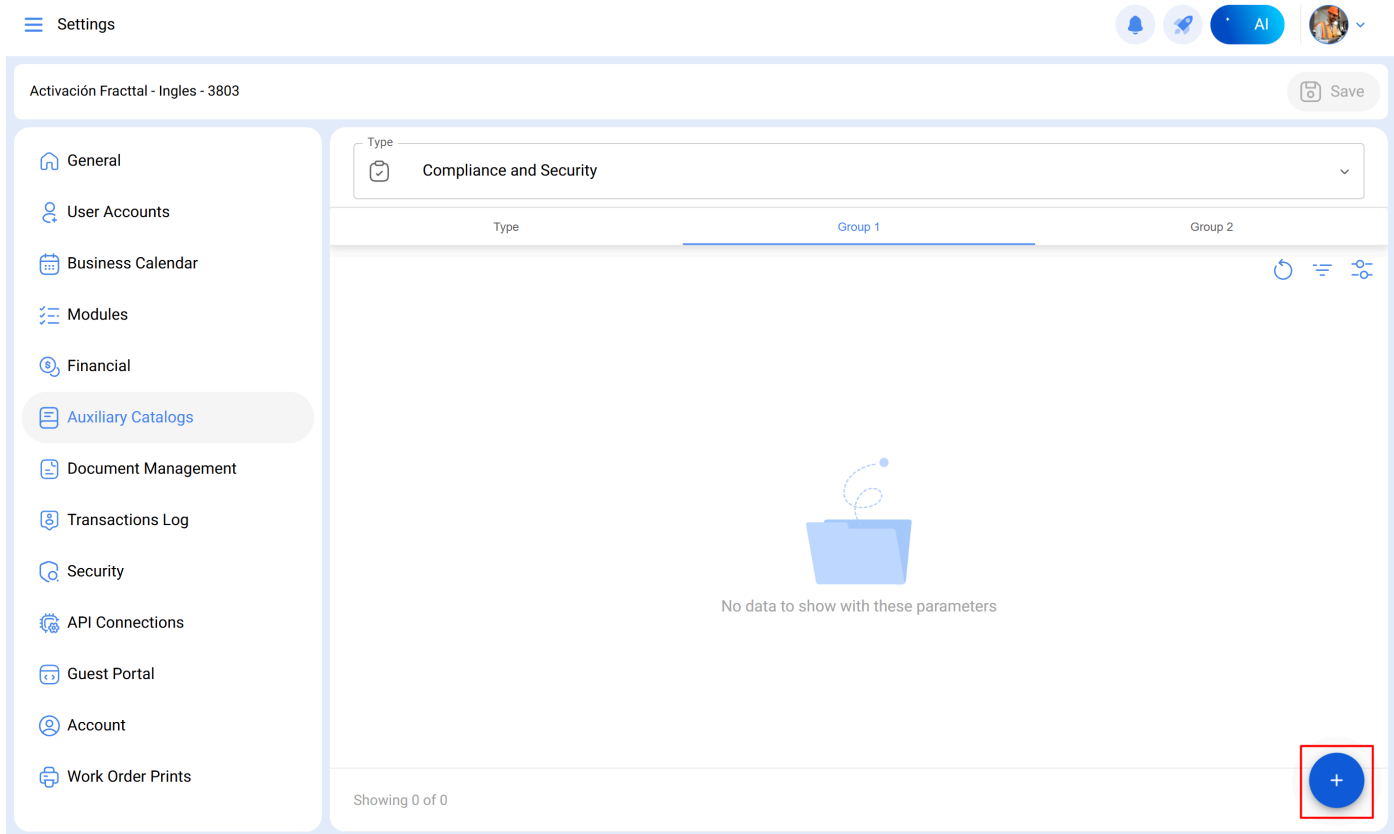 Settings
AI
Activación Fracttal - Ingles - 3803
Save
General
User Accounts
Business Calendar
Modules
Financial
Auxiliary Catalogs
Document Management
Transactions Log
Security
API Connections
Guest Portal
Account
Work Order Prints
Type
Compliance and Security
Type
Group 1
Group 2
No data to show with these parameters
Showing 0 of 0